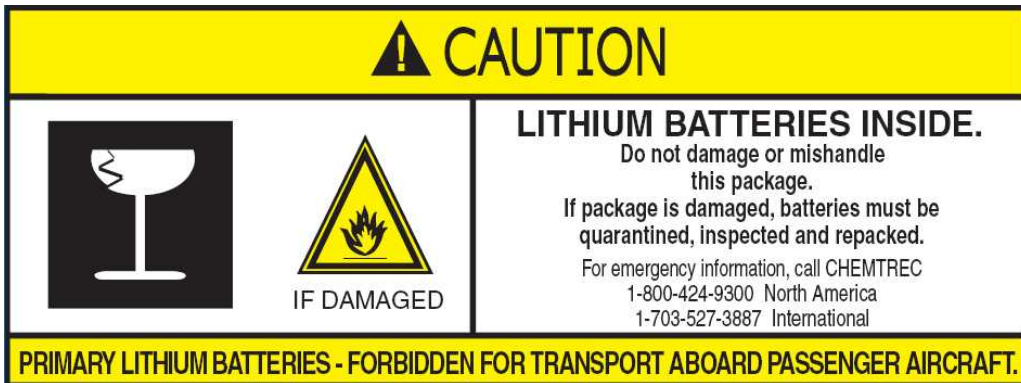 CAUTION
IF DAMAGED
LITHIUM BATTERIES INSIDE.
Do not damage or mishandle
this package.
If package is damaged, batteries must be
quarantined, inspected and repacked.
For emergency information, call CHEMTREC
1-800-424-9300 North America
1-703-527-3887 International
PRIMARY LITHIUM BATTERIES - FORBIDDEN FOR TRANSPORT ABOARD PASSENGER AIRCRAFT.